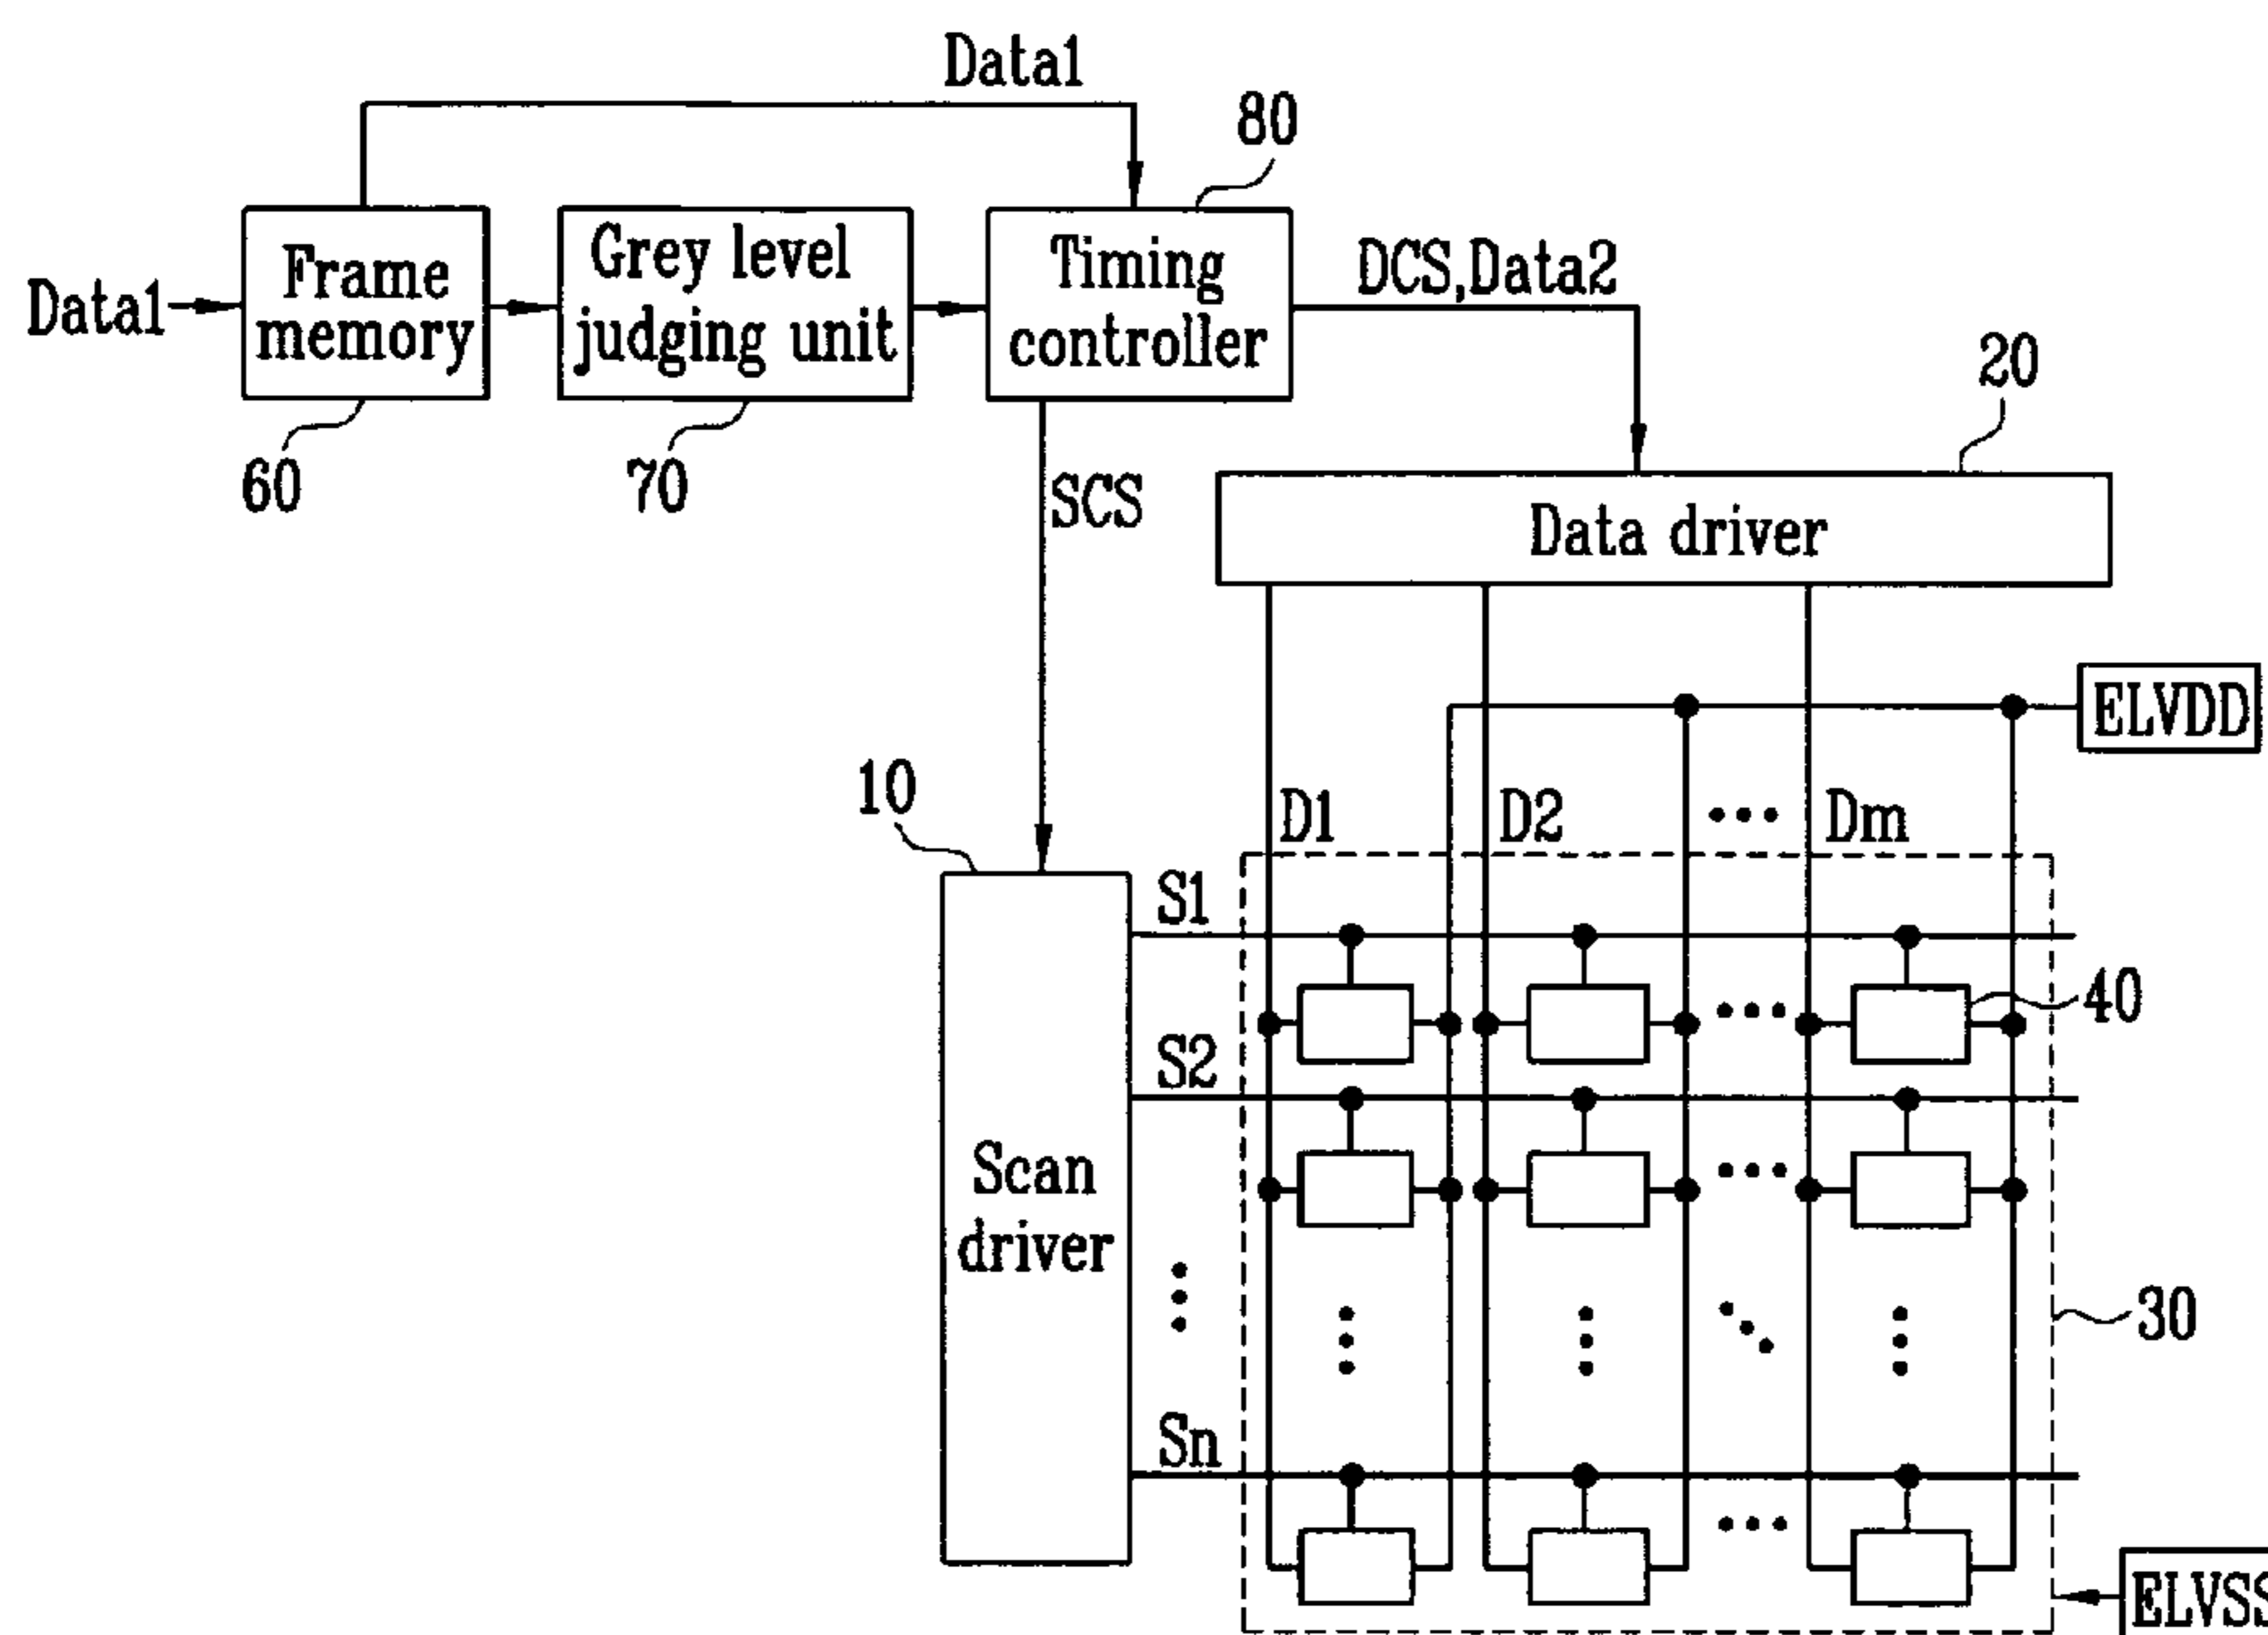 Data1
80
Data1
Frame
memory
Grey level
judging unit
Timing
controller
DCS,Data2
60
70
SCS
20
Data driver
ELVDD
10
D1
D2
Dm
S1
40
S2
Scan
driver
30
Sn
ELVSS